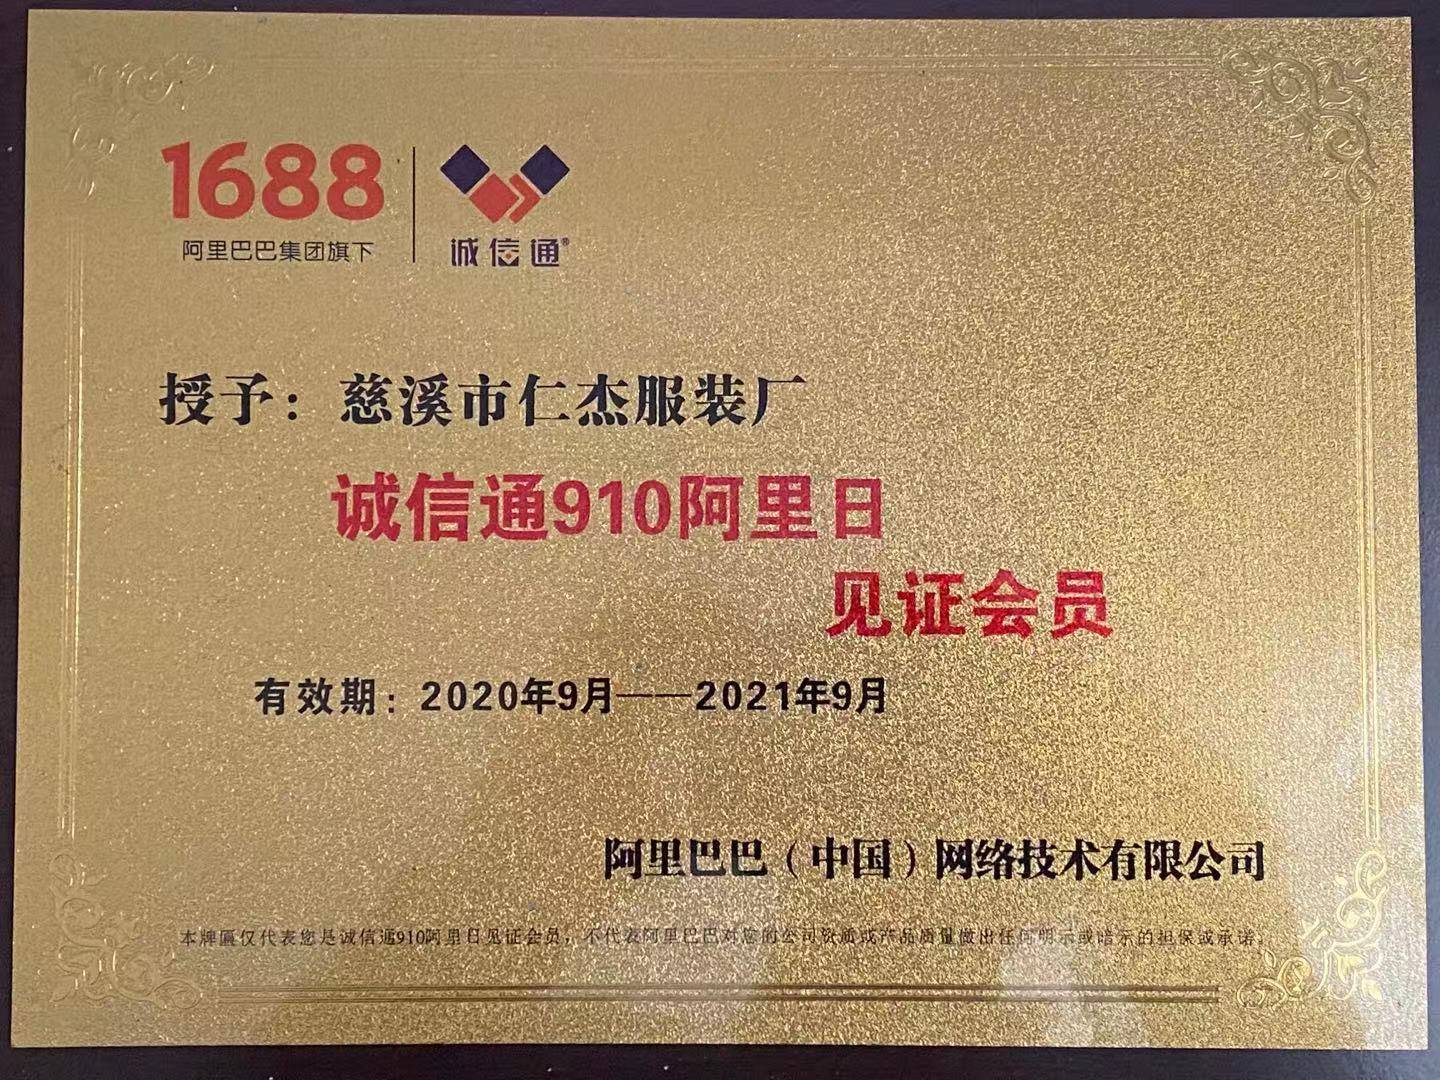 1688
阿里巴巴集团旗下
诚信通®
授予：慈溪市仁杰服装厂
诚信通910阿里日
见证会员
有效期：2020年9月——2021年9月
阿里巴巴（中国）网络技术有限公司
本牌匾仅代表您是诚信通910阿里日见证会员，不代表阿里巴巴对您的公司资质或产品质量做出任何明示或暗示的担保或承诺。